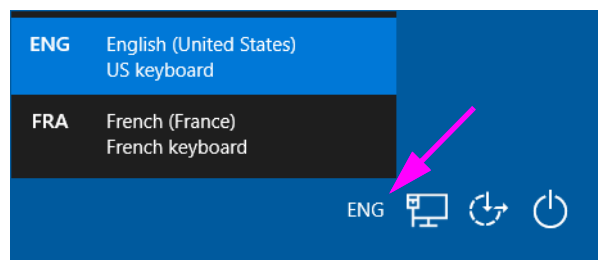 ENG English (United States)
US keyboard
FRA French (France)
French keyboard
ENG